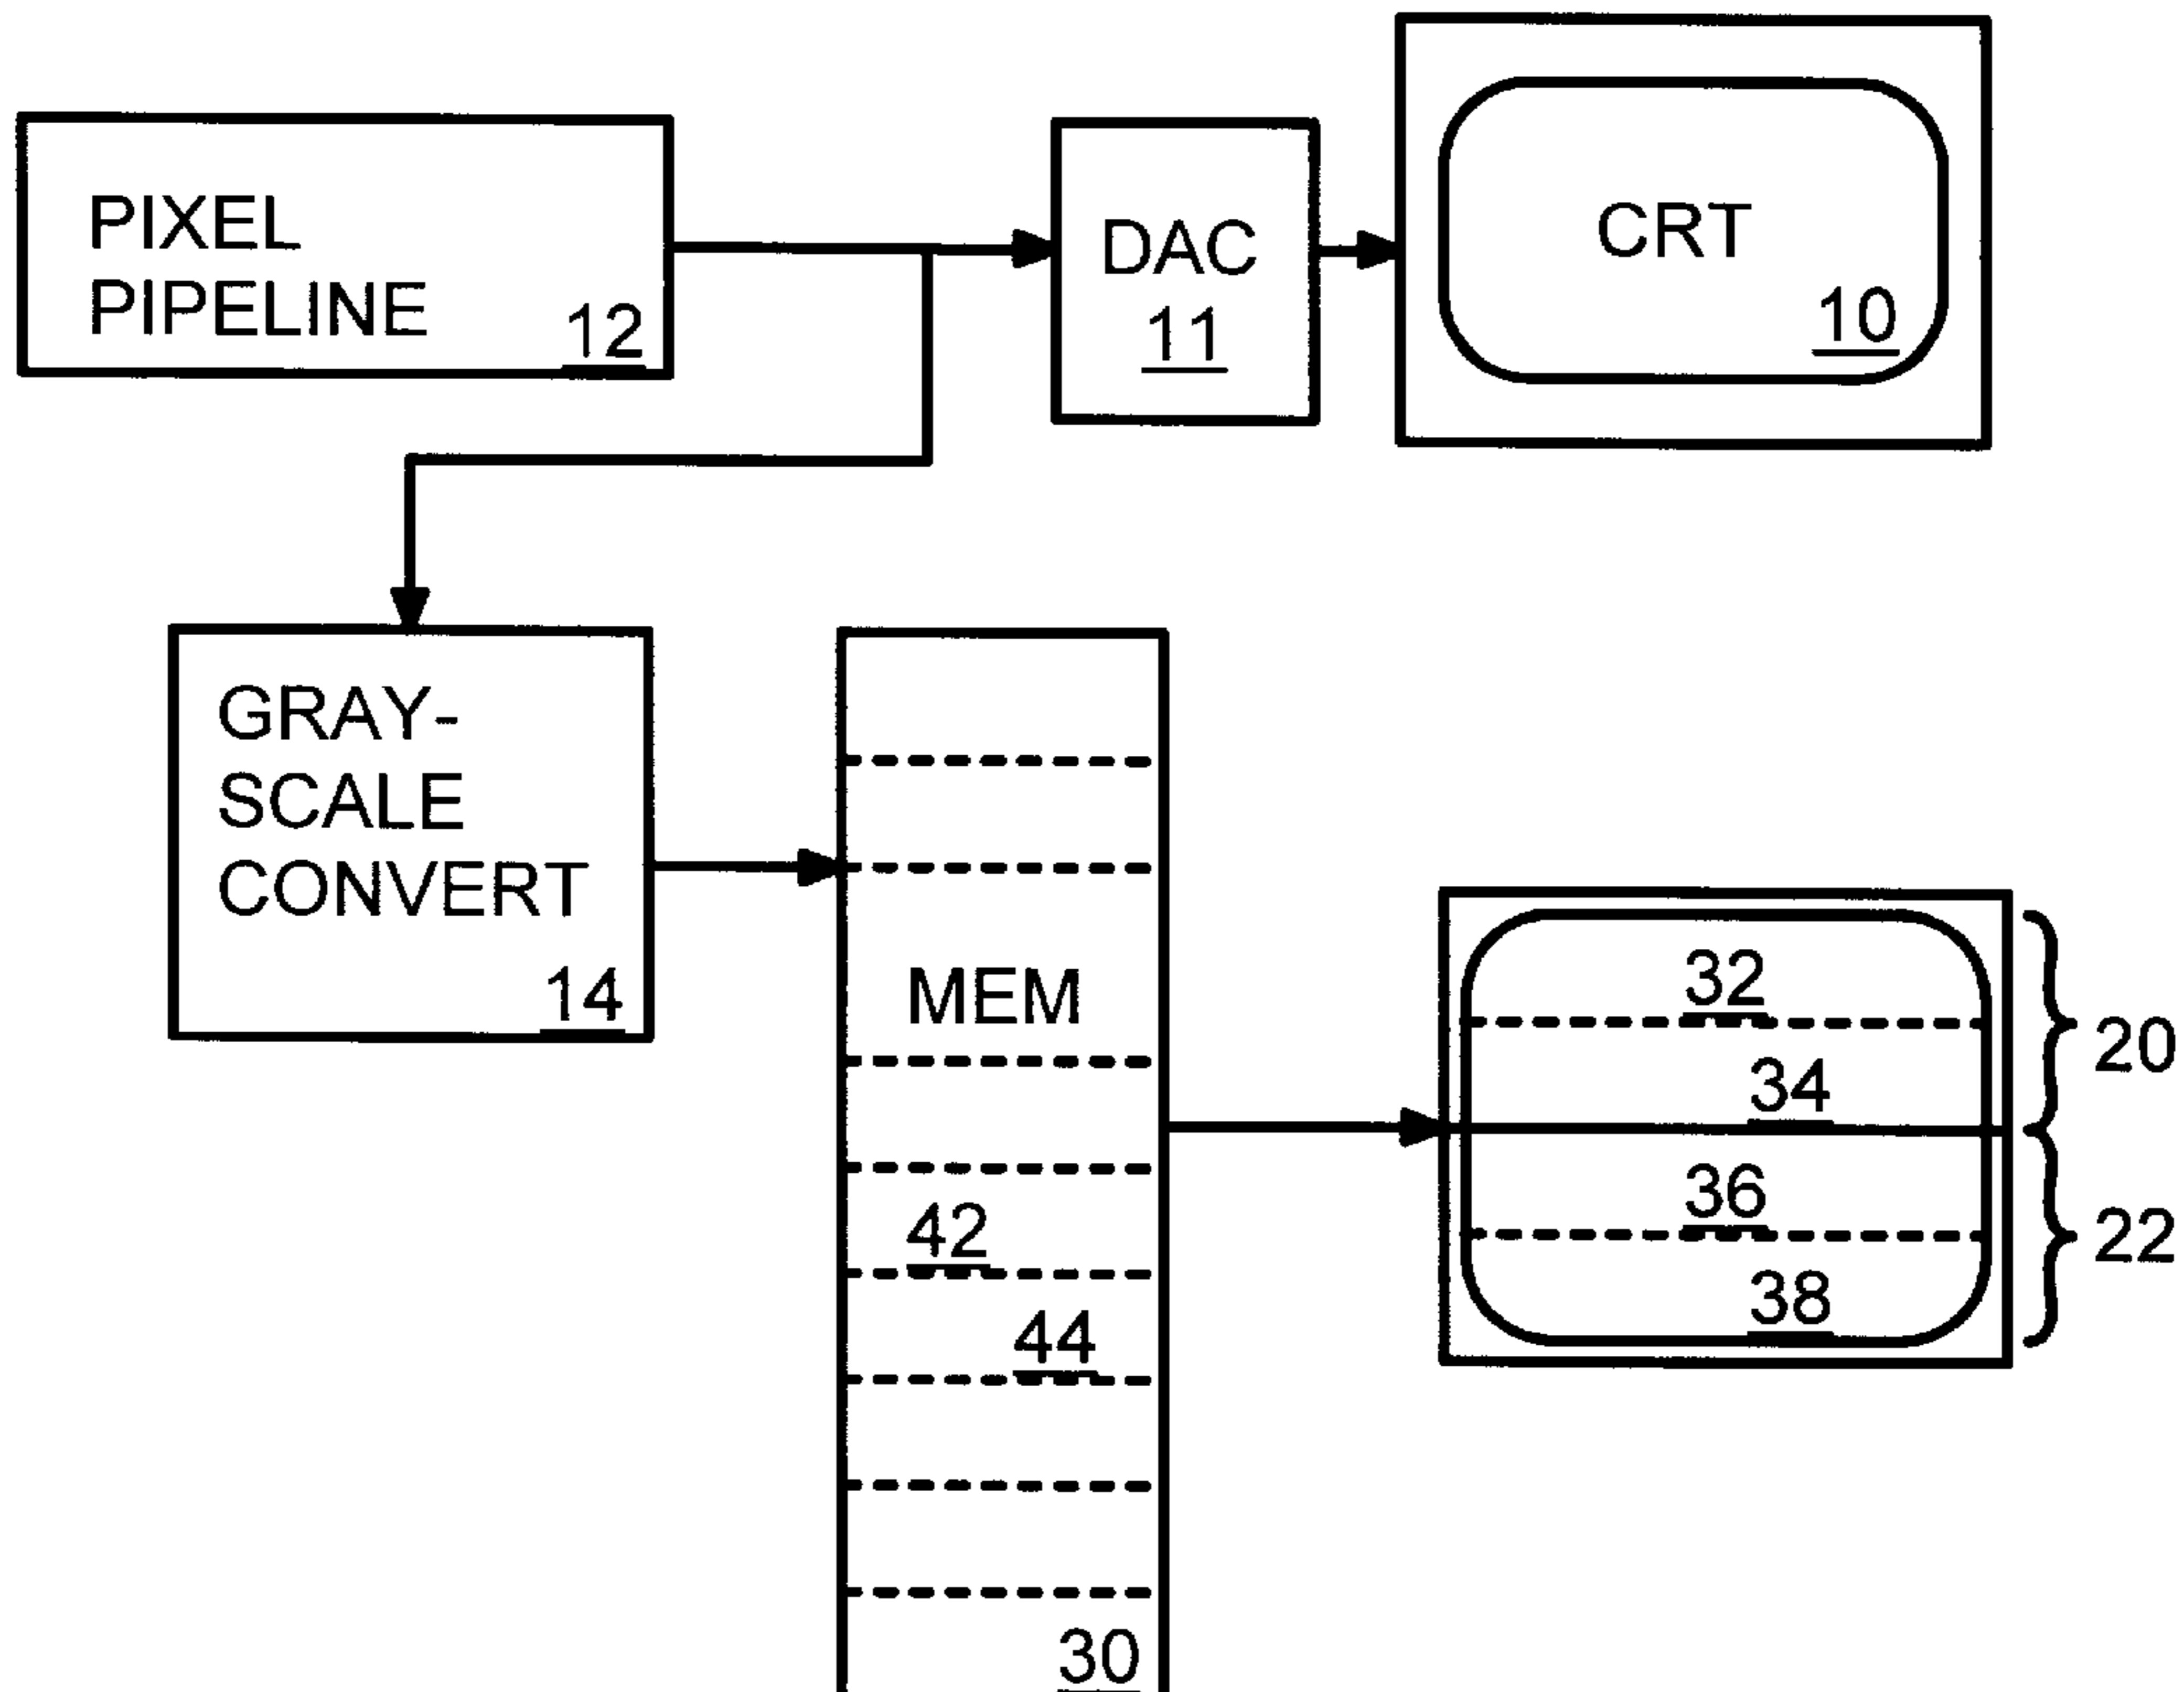 PIXEL
PIPELINE
12
DAC
11
CRT
10
GRAY-
SCALE
CONVERT
14
MEM
42
44
30
32
34
36
38
20
22